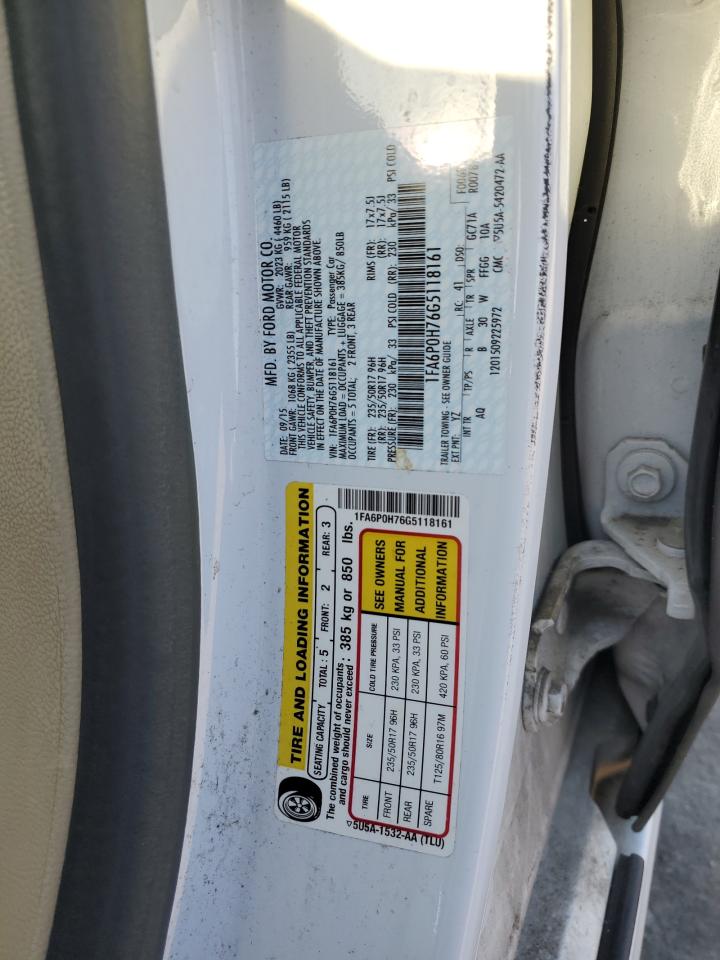 MFD. BY FORD MOTOR CO.
DATE: 09/15 GVWR: 2023 KG ( 4460 LB)
FRONT GAWR: 1068 KG ( 2355 LB) REAR GAWR: 959 KG ( 2115 LB)
THIS VEHICLE CONFORMS TO ALL APPLICABLE FEDERAL MOTOR
VEHICLE SAFETY, BUMPER, AND THEFT PREVENTION STANDARDS
IN EFFECT ON THE DATE OF MANUFACTURE SHOWN ABOVE.
VIN: 1FA6P0H76G5118161 TYPE: Passenger Car
MAXIMUM LOAD = OCCUPANTS + LUGGAGE = 385KG/ 850LB
OCCUPANTS = 5 TOTAL; 2 FRONT, 3 REAR
TIRE (FR): 235/50R17 96H RIMS (FR): 17x7.5J
(RR): 235/50R17 96H (RR): 17x7.5J
PRESSURE (FR): 230 kPa/ 33 PSI COLD (RR): 230 kPa/ 33 PSI COLD
1FA6P0H76G5118161
TRAILER TOWING - SEE OWNER GUIDE
EXT PNT: YZ RC: 41 DSO:
INT TR TP/PS R AXLE TR SPR GC71A
AQ B 30 W FFGG 10A
1201509225972 CMC ▽5U5A-5420472-AA
TIRE AND LOADING INFORMATION
SEATING CAPACITY TOTAL : 5 FRONT: 2 REAR: 3
The combined weight of occupants
and cargo should never exceed : 385 kg or 850 lbs.
TIRE SIZE COLD TIRE PRESSURE
FRONT 235/50R17 96H 230 KPA, 33 PSI
REAR 235/50R17 96H 230 KPA, 33 PSI
SPARE T125/80R16 97M 420 KPA, 60 PSI
SEE OWNERS
MANUAL FOR
ADDITIONAL
INFORMATION
1FA6P0H76G5118161
▽5U5A-1532-AA (TLU)